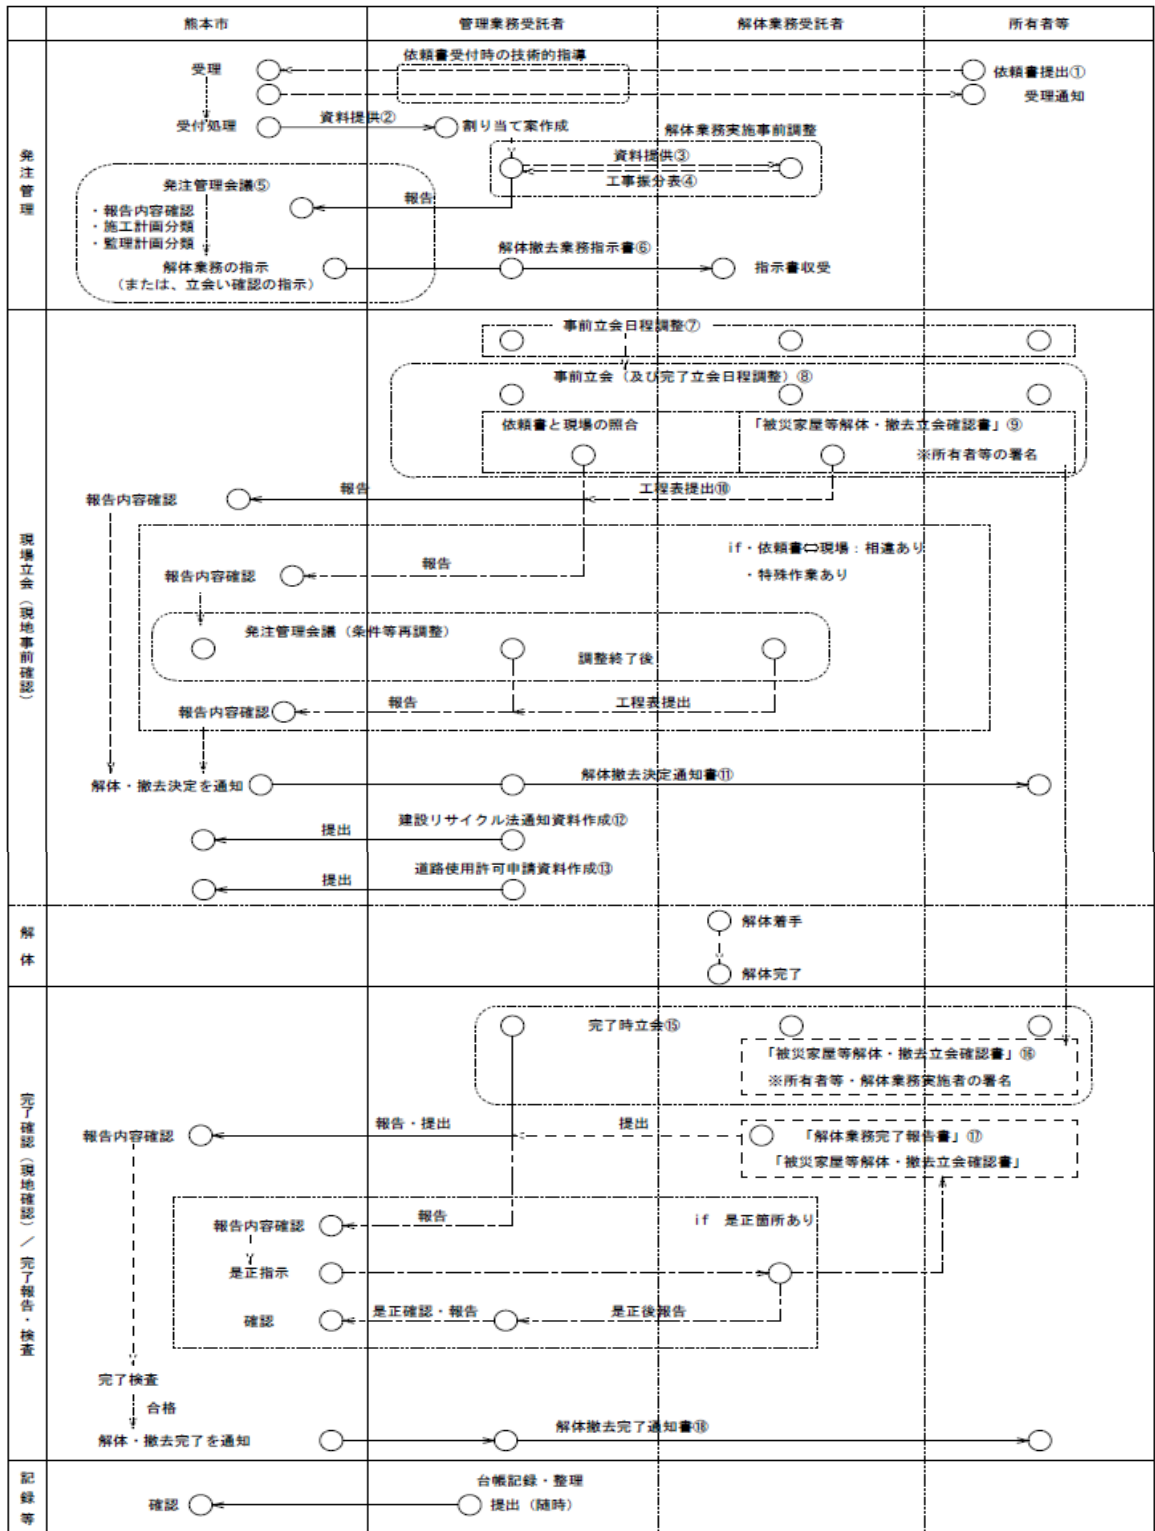 熊本市 管理業務受託者 解体業務受託者 所有者等
発注管理
依頼書受付時の技術的指導
受理
依頼書提出①
受理通知
受付処理
資料提供②
割り当て案作成
解体業務実施事前調整
資料提供③
工事振分表④
発注管理会議⑤
報告
・報告内容確認
・施工計画分類
・監理計画分類
解体撤去業務指示書⑥
解体業務の指示
(または、立会い確認の指示)
指示書収受
現場立会(現地事前確認)
事前立会日程調整⑦
事前立会(及び完了立会日程調整)⑧
依頼書と現場の照合
「被災家屋等解体・撤去立会確認書」⑨
※所有者等の署名
報告内容確認
報告
工程表提出⑩
if・依頼書⇔現場:相違あり
・特殊作業あり
報告
報告内容確認
発注管理会議(条件等再調整)
調整終了後
報告内容確認
報告
工程表提出
解体・撤去決定を通知
解体撤去決定通知書⑪
建設リサイクル法通知資料作成⑫
提出
道路使用許可申請資料作成⑬
提出
解体
解体着手
解体完了
完了確認(現地確認)/完了報告・検査
完了時立会⑮
「被災家屋等解体・撤去立会確認書」⑯
※所有者等・解体業務実施者の署名
報告内容確認
報告・提出
提出
「解体業務完了報告書」⑰
「被災家屋等解体・撤去立会確認書」
報告
if 是正箇所あり
報告内容確認
是正指示
確認
是正確認・報告
是正後報告
完了検査
合格
解体・撤去完了を通知
解体撤去完了通知書⑱
記録等
台帳記録・整理
確認
提出(随時)